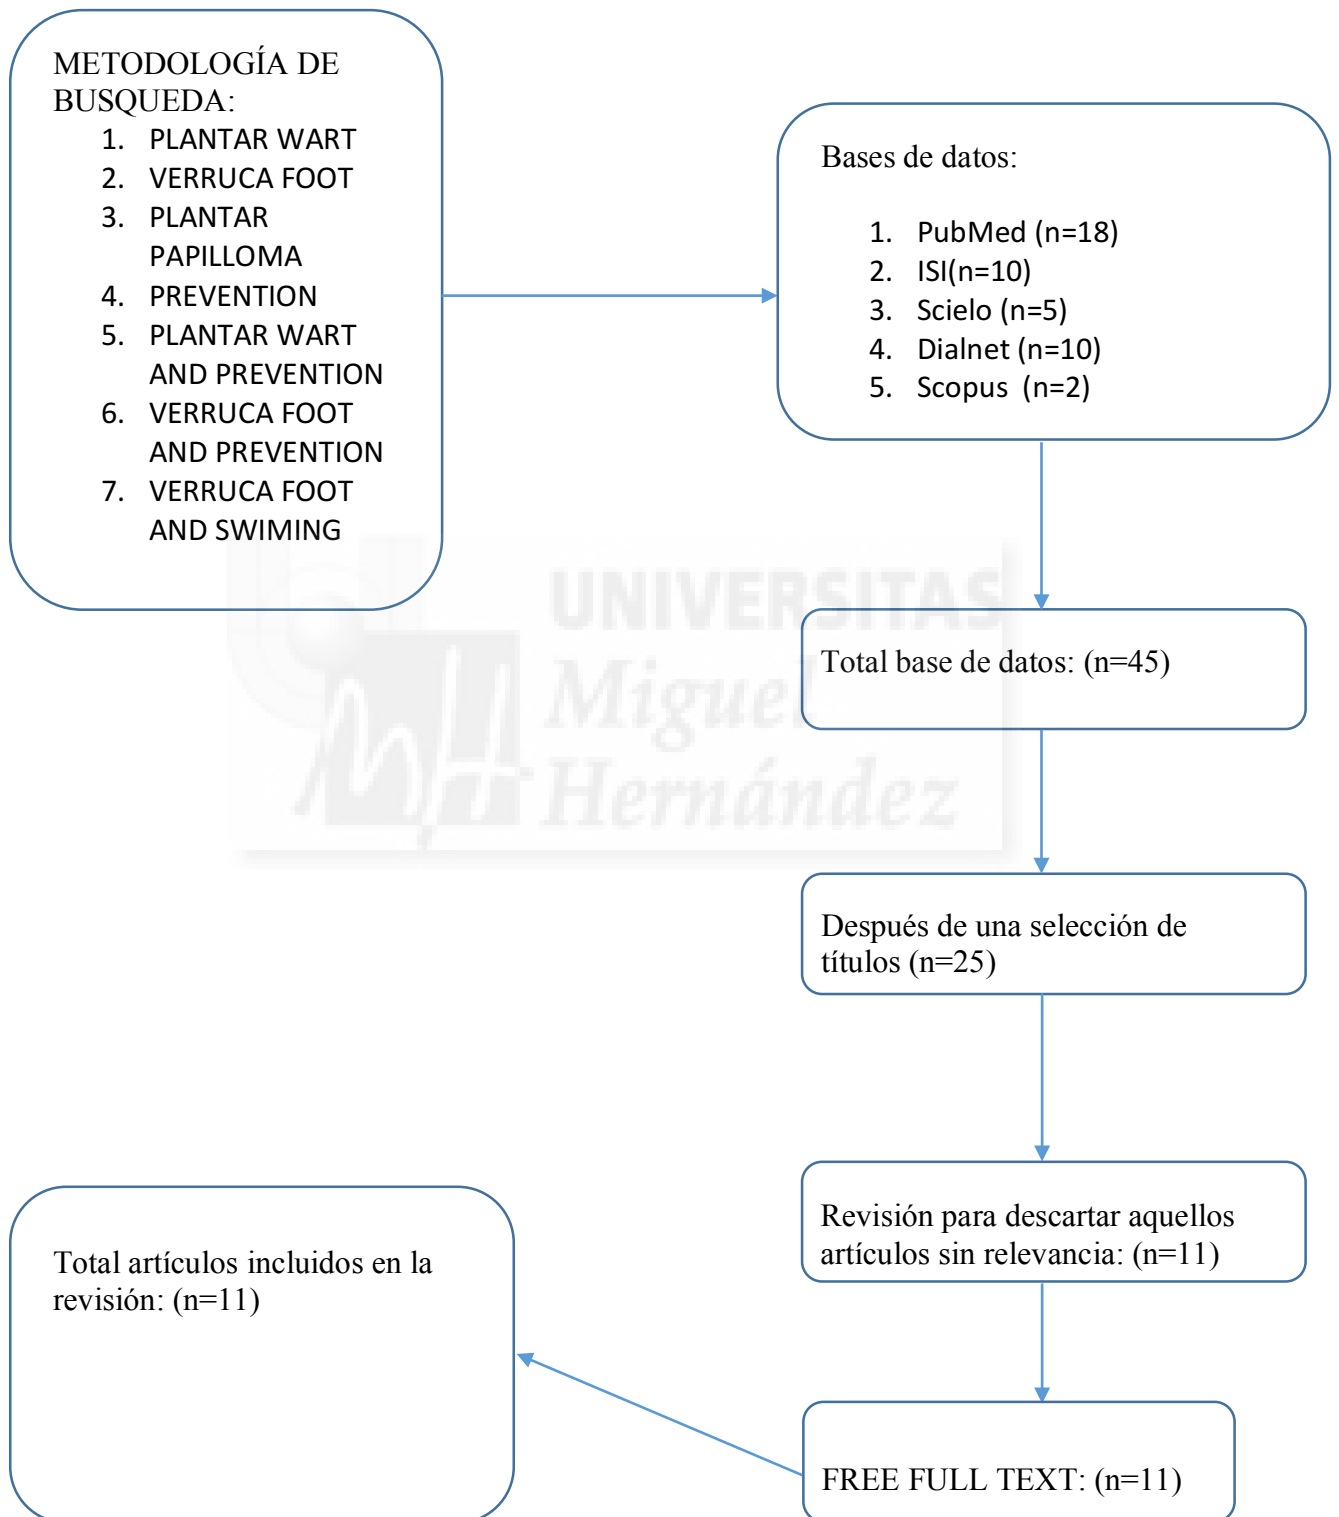 METODOLOGÍA DE
BUSQUEDA:
1. PLANTAR WART
2. VERRUCA FOOT
3. PLANTAR
PAPILLOMA
4. PREVENTION
5. PLANTAR WART
AND PREVENTION
6. VERRUCA FOOT
AND PREVENTION
7. VERRUCA FOOT
AND SWIMING
Bases de datos:
1. PubMed (n=18)
2. ISI(n=10)
3. Scielo (n=5)
4. Dialnet (n=10)
5. Scopus (n=2)
UNIVERSITAS
Miguel
Hernández
Total base de datos: (n=45)
Después de una selección de
títulos (n=25)
Revisión para descartar aquellos
artículos sin relevancia: (n=11)
Total artículos incluidos en la
revisión: (n=11)
FREE FULL TEXT: (n=11)